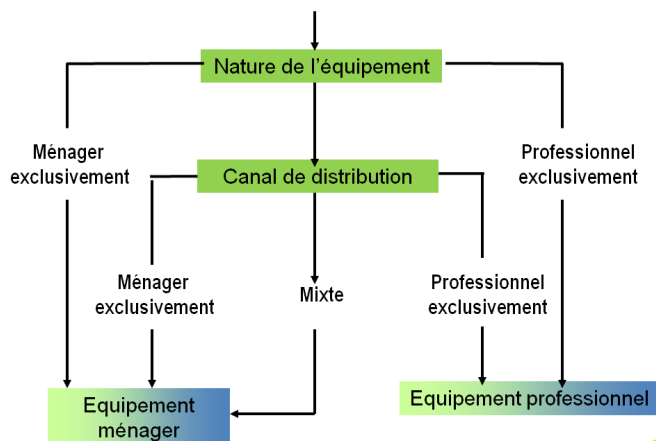 Nature de l'équipement
Ménager
exclusivement
Professionnel
exclusivement
Canal de distribution
Ménager
exclusivement
Mixte
Professionnel
exclusivement
Equipement
ménager
Equipement professionnel